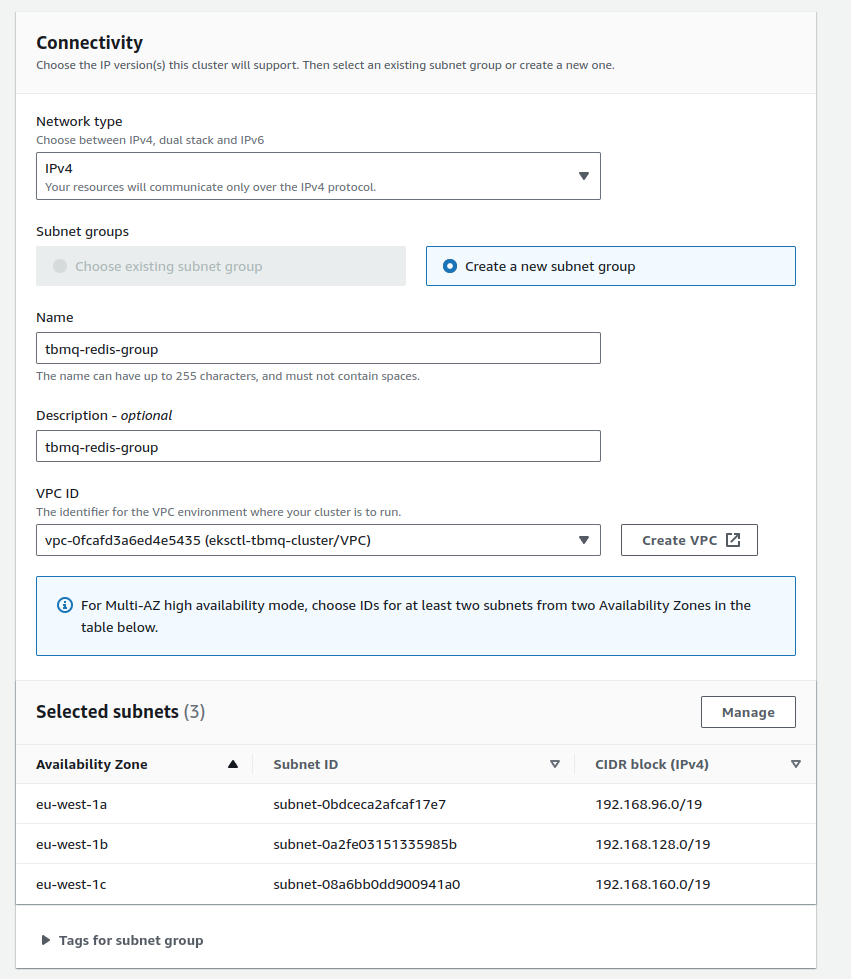 Connectivity
Choose the IP version(s) this cluster will support. Then select an existing subnet group or create a new one.
Network type
Choose between IPv4, dual stack and IPv6
IPv4
Your resources will communicate only over the IPv4 protocol.
Subnet groups
Choose existing subnet group
Create a new subnet group
Name
tbmq-redis-group
The name can have up to 255 characters, and must not contain spaces.
Description - optional
tbmq-redis-group
VPC ID
The identifier for the VPC environment where your cluster is to run.
vpc-0fcafd3a6ed4e5435 (eksctl-tbmq-cluster/VPC)
Create VPC
For Multi-AZ high availability mode, choose IDs for at least two subnets from two Availability Zones in the
table below.
Selected subnets (3)
Manage
Availability Zone Subnet ID CIDR block (IPv4)
eu-west-1a subnet-0bdceca2afcaf17e7 192.168.96.0/19
eu-west-1b subnet-0a2fe03151335985b 192.168.128.0/19
eu-west-1c subnet-08a6bb0dd900941a0 192.168.160.0/19
Tags for subnet group